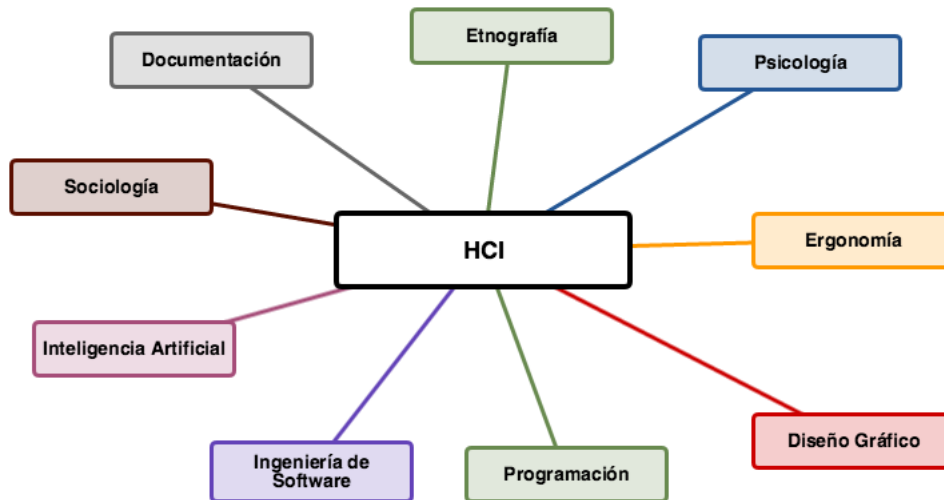 Etnografía
Documentación
Psicología
Sociología
HCI
Ergonomía
Inteligencia Artificial
Diseño Gráfico
Ingeniería de
Software
Programación